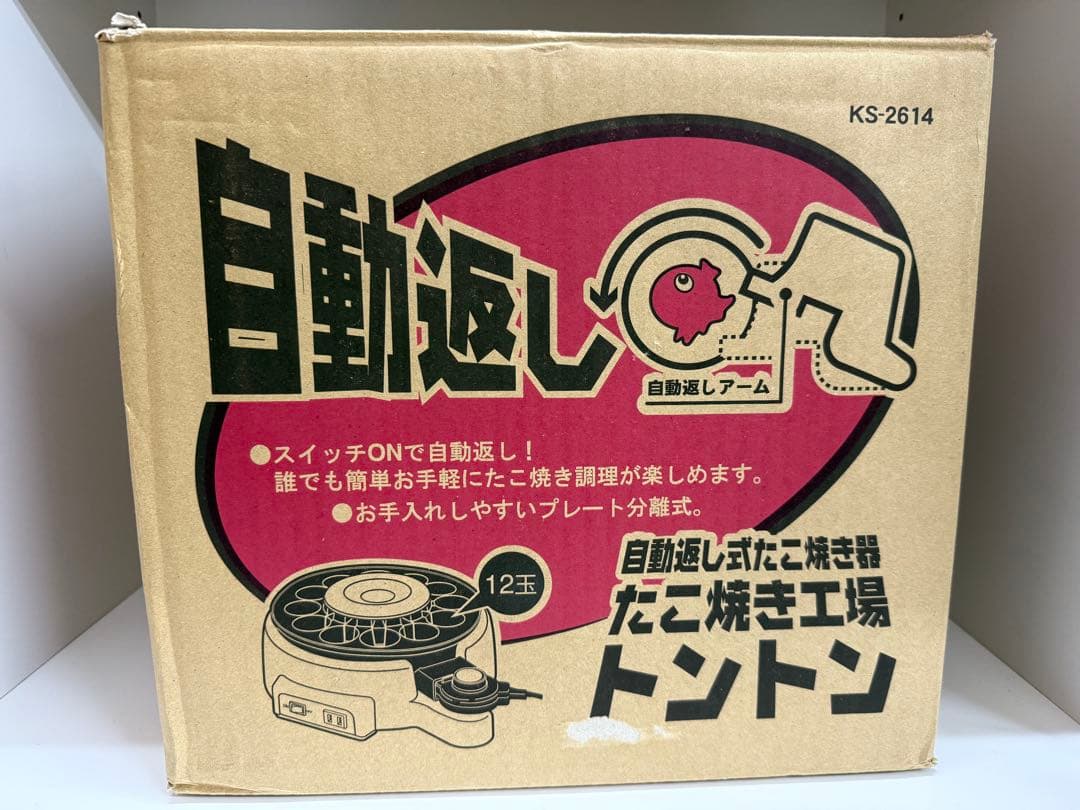 KS-2614
自動返し
自動返しアーム
●スイッチONで自動返し！
誰でも簡単お手軽にたこ焼き調理が楽しめます。
●お手入れしやすいプレート分離式。
12玉
自動返し式たこ焼き器
たこ焼き工場
トントン